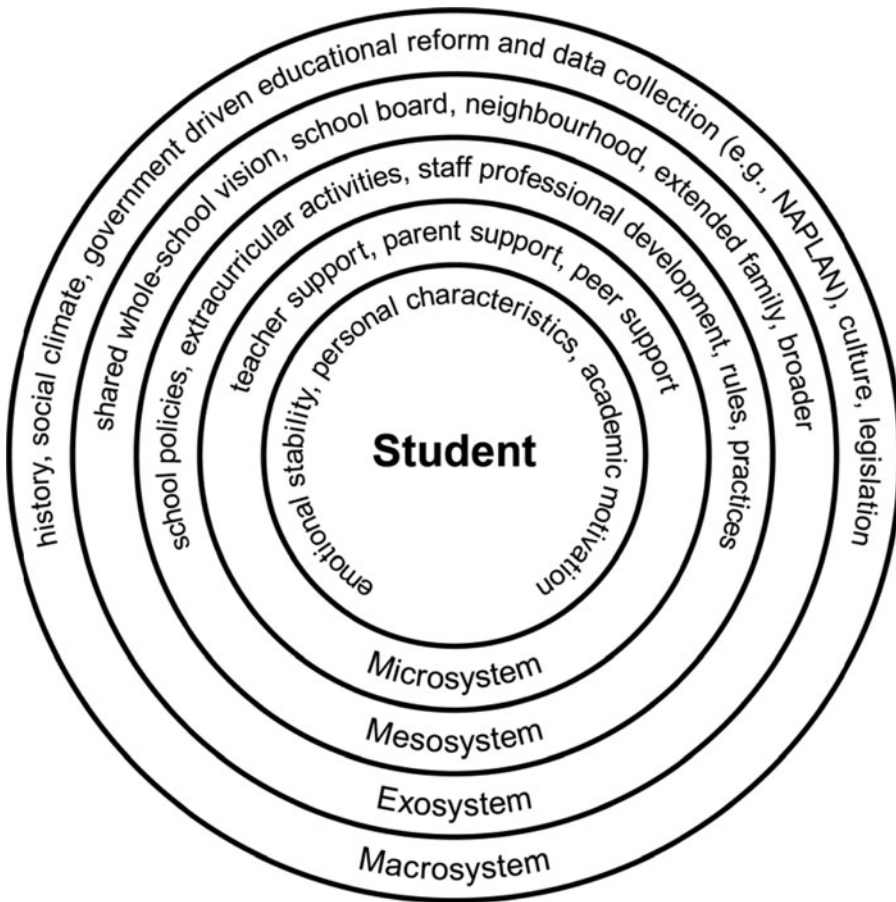 history, social climate, government driven educational reform and data collection (e.g., NAPLAN), culture, legislation
shared whole-school vision, school board, neighbourhood, extended family, broader
school policies, extracurricular activities, staff professional development, rules, practices
teacher support, parent support, peer support
emotional stability, personal characteristics, academic motivation
Student
Microsystem
Mesosystem
Exosystem
Macrosystem